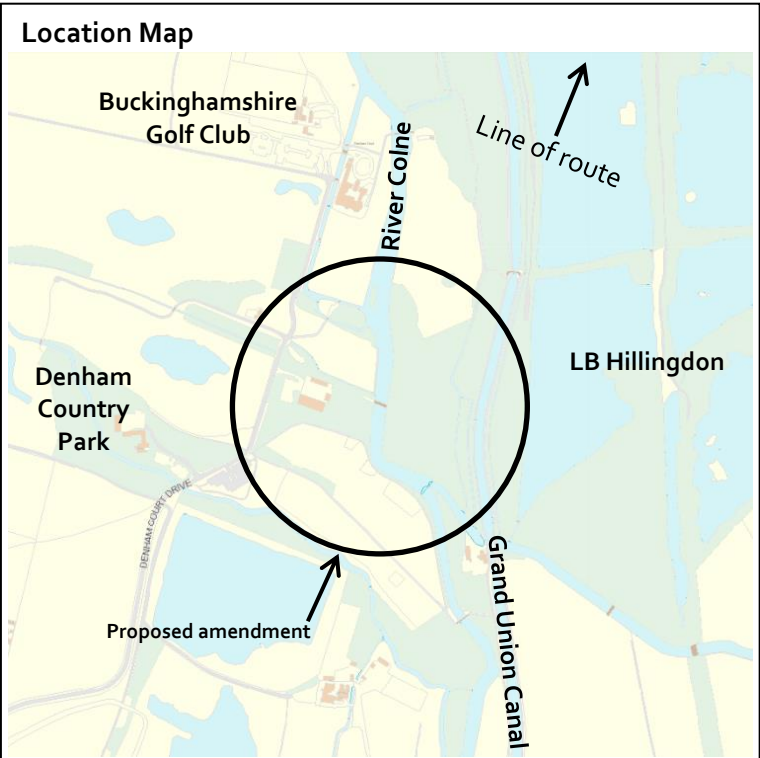 Location Map
Buckinghamshire
Golf Club
River Colne
Line of route
LB Hillingdon
Denham
Country
Park
DENHAM COURT DRIVE
Grand Union Canal
Proposed amendment